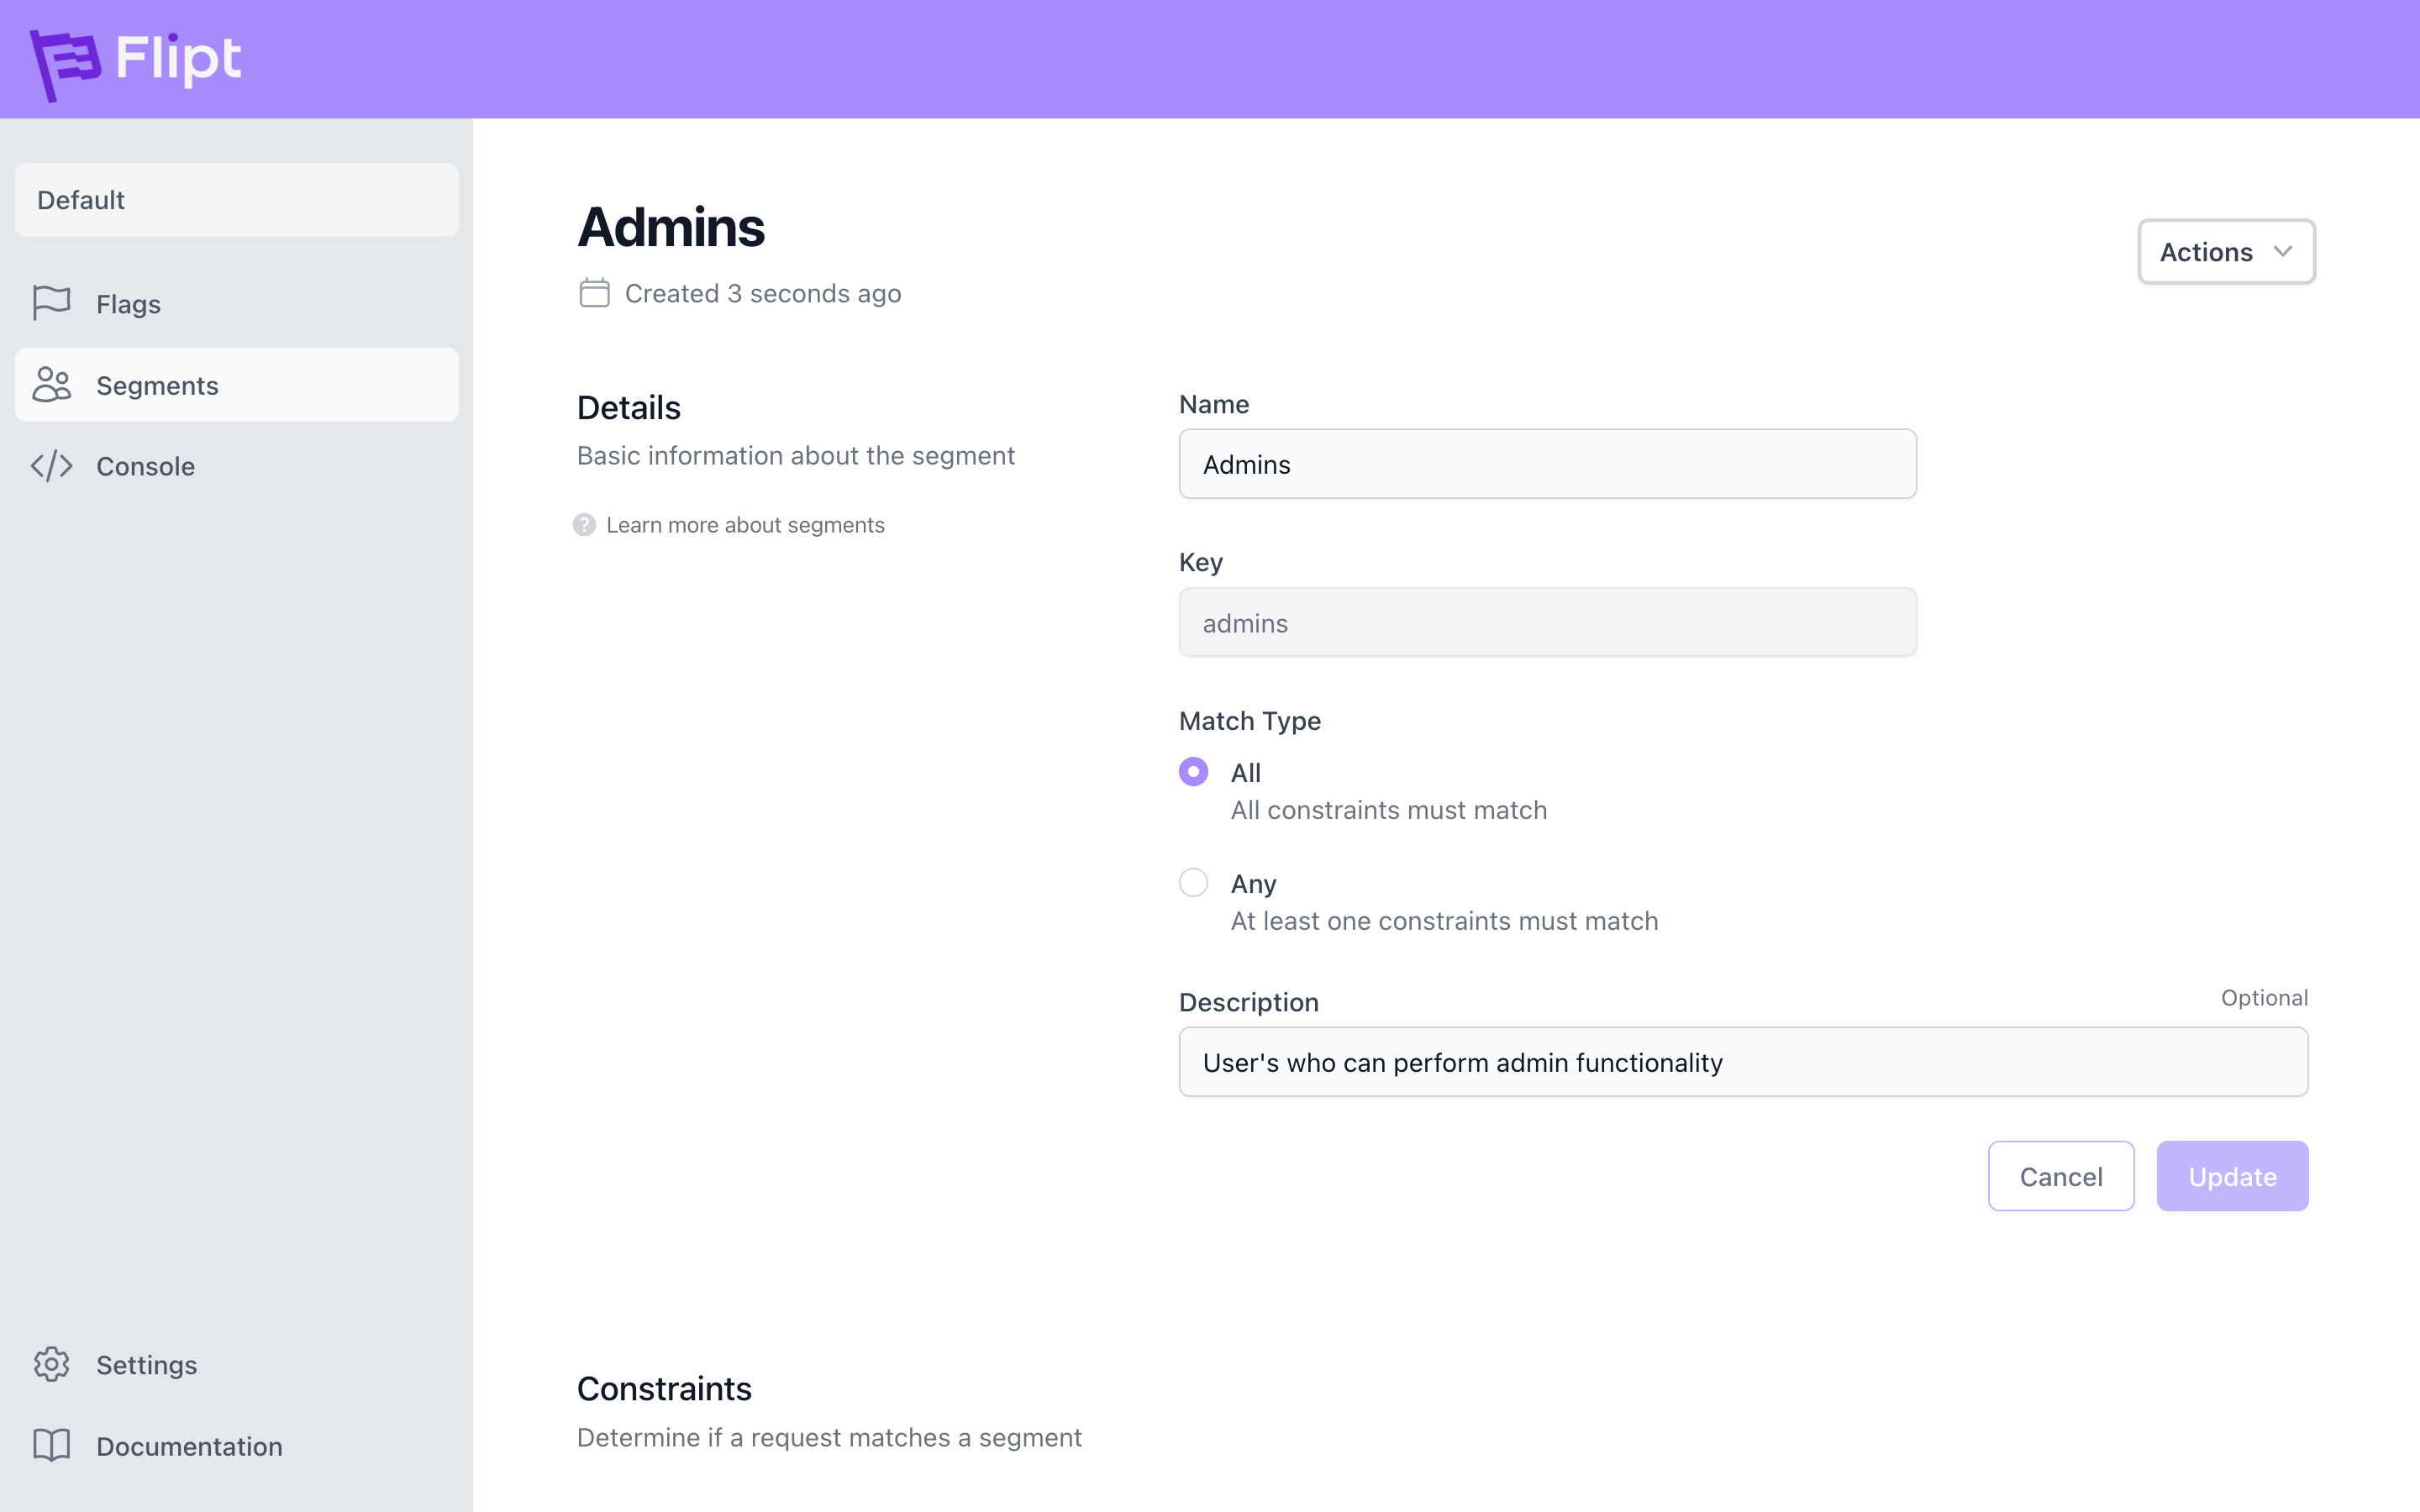 Flipt
Default
Flags
Segments
Console
Settings
Documentation
Admins
Created 3 seconds ago
Actions
Details
Basic information about the segment
? Learn more about segments
Name
Admins
Key
admins
Match Type
All
All constraints must match
Any
At least one constraints must match
Description Optional
User's who can perform admin functionality
Cancel Update
Constraints
Determine if a request matches a segment